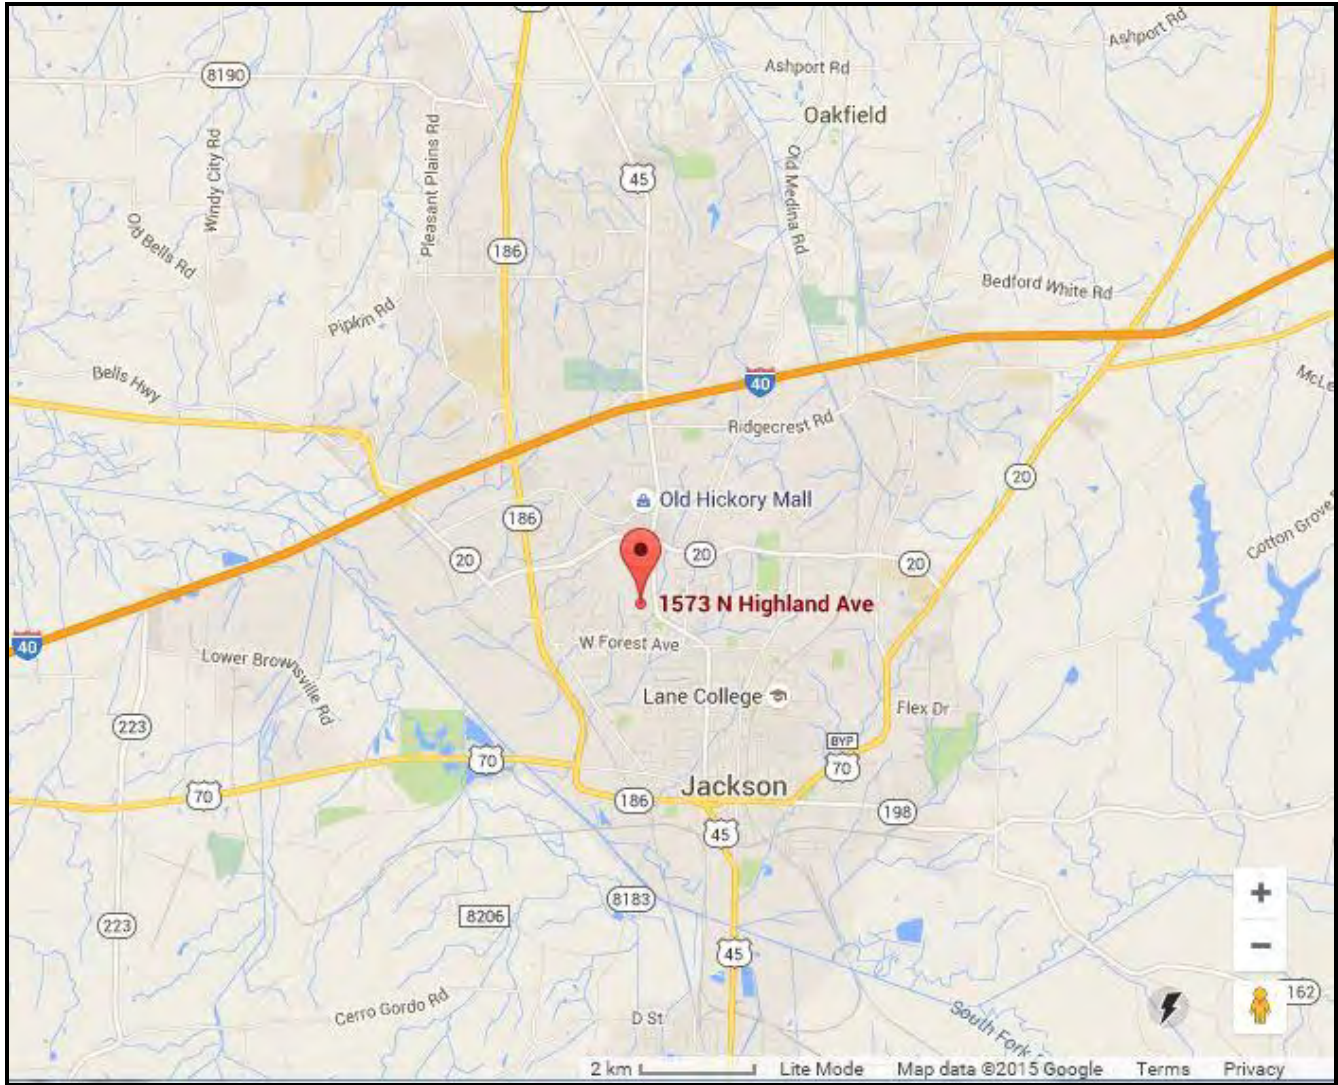 Ashport Rd
Ashport Rd
8190
Oakfield
Windy City Rd
Pleasant Plains Rd
Old Medina Rd
45
Old Bells Rd
186
Bedford White Rd
Pipkin Rd
Bells Hwy
40
McLe
Ridgecrest Rd
20
Old Hickory Mall
186
Cotton Grove
20
20
20
1573 N Highland Ave
40
W Forest Ave
Lower Brownsville Rd
Lane College
Flex Dr
223
BYP
70
70
70
Jackson
186
198
45
8183
8206
223
45
162
Cerro Gordo Rd
D St
South Fork
2 km
Lite Mode
Map data ©2015 Google
Terms
Privacy